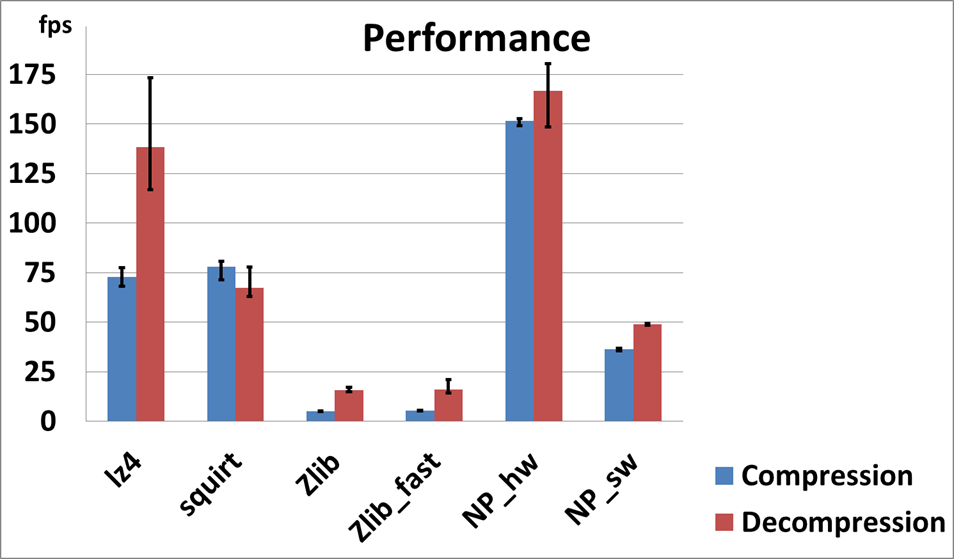 fps
Performance
175
150
125
100
75
50
25
0
lz4
squirt
Zlib
Zlib_fast
NP_hw
NP_sw
Compression
Decompression